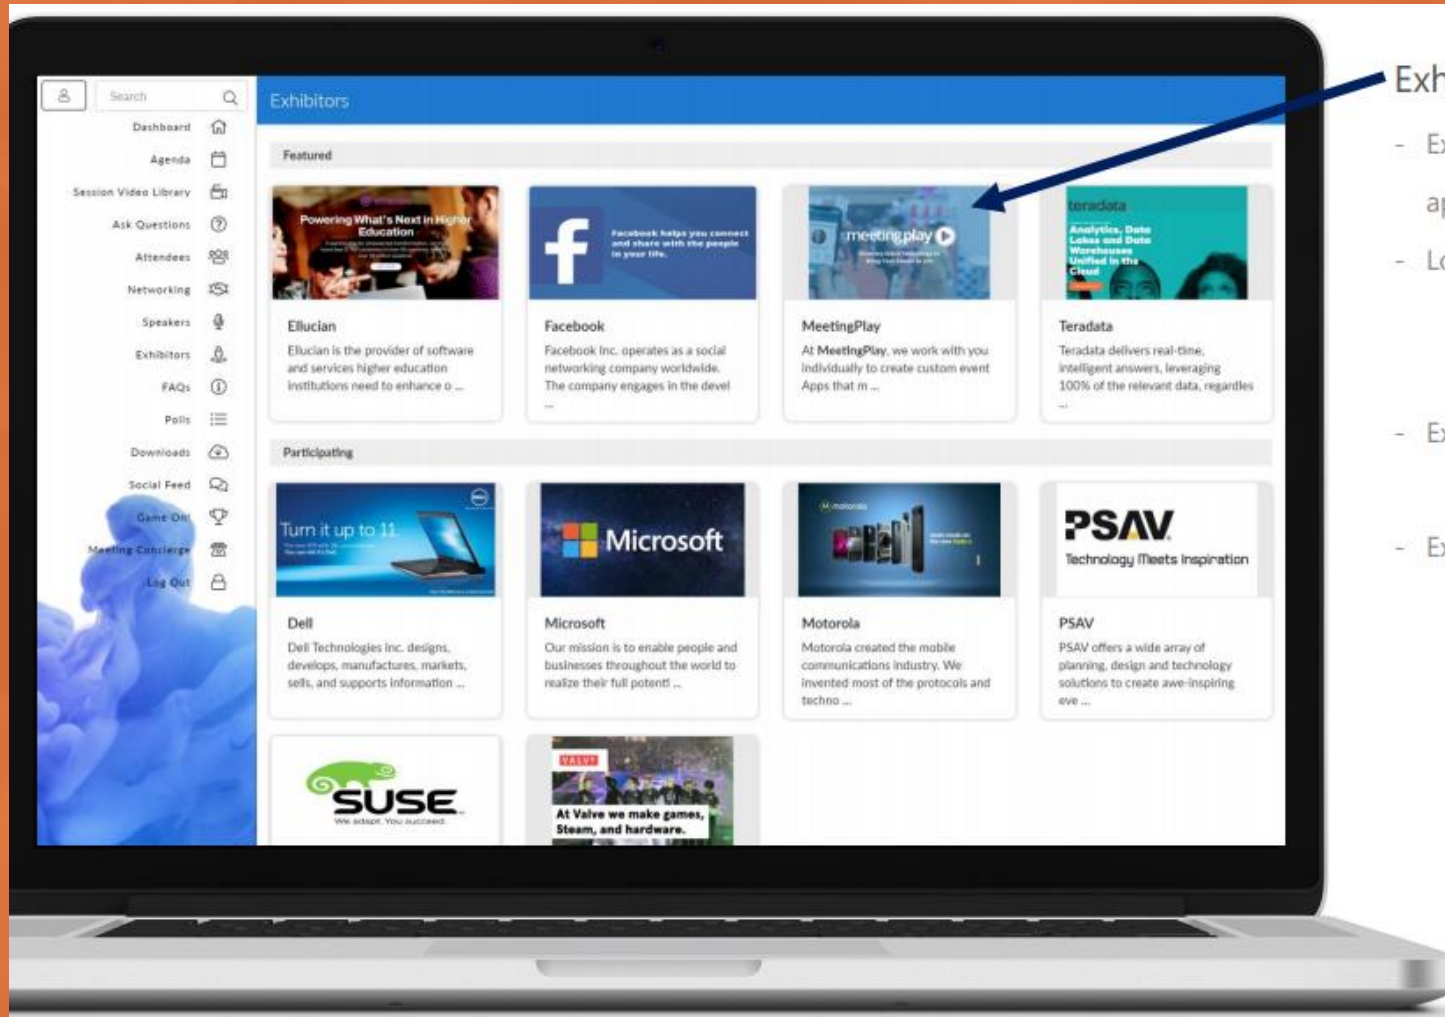 Search
Dashboard
Agenda
Session Video Library
Ask Questions
Attendees
Networking
Speakers
Exhibitors
FAQs
Polls
Downloads
Social Feed
Game On!
Meeting Concierge
Log Out
Exhibitors
Featured
Powering What's Next in Higher
Education
Facebook helps you connect
and share with the people
in your life.
meetingplay
teradata
Analytics, Data
Lakes and Data
Warehouses
Unified in the
Cloud
Ellucian
Ellucian is the provider of software
and services higher education
institutions need to enhance o ...
Facebook
Facebook Inc. operates as a social
networking company worldwide.
The company engages in the devel
...
MeetingPlay
At MeetingPlay, we work with you
individually to create custom event
Apps that m ...
Teradata
Teradata delivers real-time,
intelligent answers, leveraging
100% of the relevant data, regardles
...
Participating
Turn it up to 11.
DELL
Microsoft
motorola
PSAV
Technology Meets Inspiration
Dell
Dell Technologies Inc. designs,
develops, manufactures, markets,
sells, and supports information ...
Microsoft
Our mission is to enable people and
businesses throughout the world to
realize their full potenti ...
Motorola
Motorola created the mobile
communications industry. We
invented most of the protocols and
techno ...
PSAV
PSAV offers a wide array of
planning, design and technology
solutions to create awe-inspiring
eve ...
SUSE
We adapt. You succeed.
VALVE
At Valve we make games,
Steam, and hardware.
Exh
- Ex
ap
- Lo
- Ex
- Ex